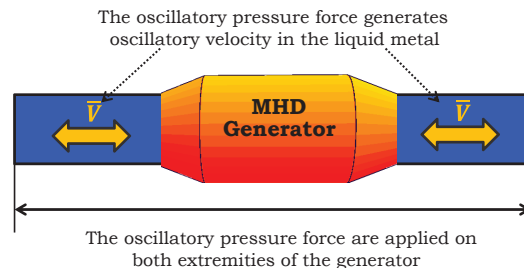 The oscillatory pressure force generates
oscillatory velocity in the liquid metal
V̅
MHD
Generator
V̅
The oscillatory pressure force are applied on
both extremities of the generator